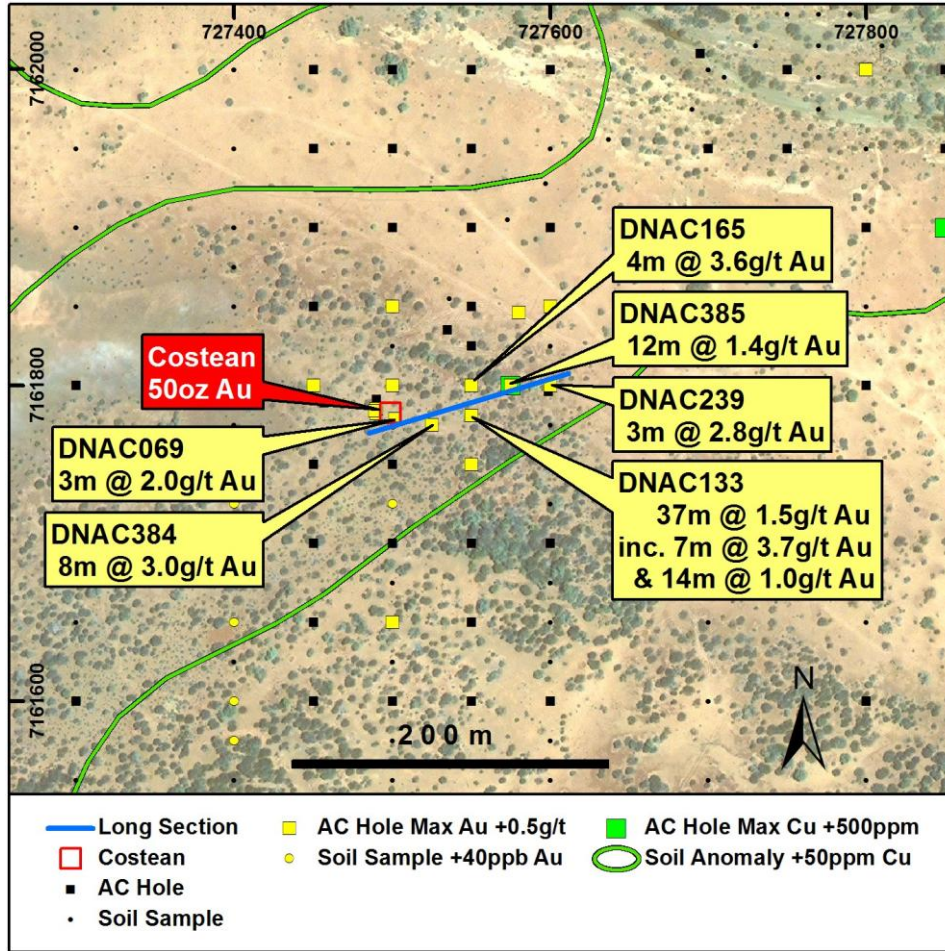 727400
727600
727800
7162000
7161800
7161600
DNAC165
4m @ 3.6g/t Au
DNAC385
12m @ 1.4g/t Au
Costean
50oz Au
DNAC239
3m @ 2.8g/t Au
DNAC069
3m @ 2.0g/t Au
DNAC133
37m @ 1.5g/t Au
inc. 7m @ 3.7g/t Au
& 14m @ 1.0g/t Au
DNAC384
8m @ 3.0g/t Au
N
200 m
Long Section
Costean
AC Hole
Soil Sample
AC Hole Max Au +0.5g/t
Soil Sample +40ppb Au
AC Hole Max Cu +500ppm
Soil Anomaly +50ppm Cu